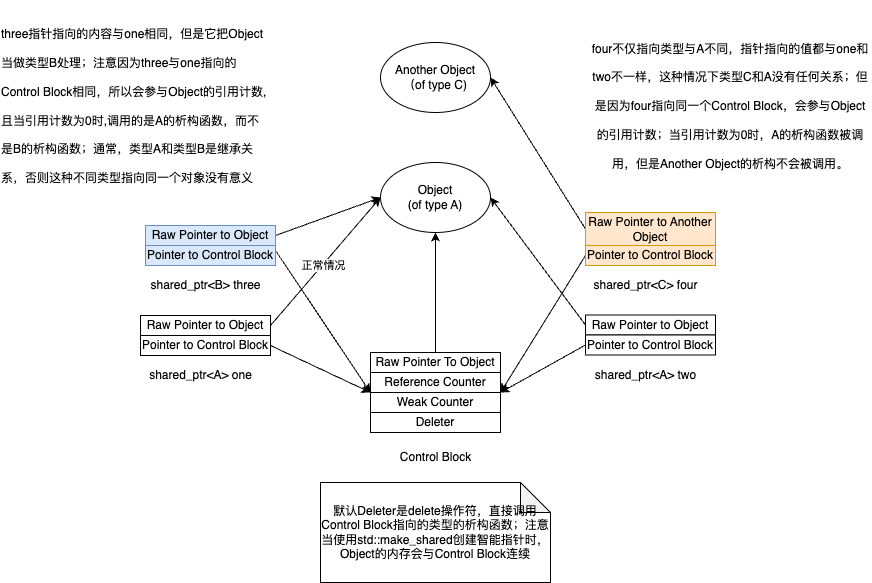 three指针指向的内容与one相同，但是它把Object
当做类型B处理；注意因为three与one指向的
Control Block相同，所以会参与Object的引用计数,
且当引用计数为0时,调用的是A的析构函数，而不
是B的析构函数；通常，类型A和类型B是继承关
系，否则这种不同类型指向同一个对象没有意义
four不仅指向类型与A不同，指针指向的值都与one和
two不一样，这种情况下类型C和A没有任何关系；但
是因为four指向同一个Control Block，会参与Object
的引用计数；当引用计数为0时，A的析构函数被调
用，但是Another Object的析构不会被调用。
Another Object
（of type C)
Object
(of type A)
Raw Pointer to Object
Pointer to Control Block
shared_ptr<B> three
正常情况
Raw Pointer to Another
Object
Pointer to Control Block
shared_ptr<C> four
Raw Pointer to Object
Pointer to Control Block
shared_ptr<A> one
Raw Pointer to Object
Pointer to Control Block
shared_ptr<A> two
Raw Pointer To Object
Reference Counter
Weak Counter
Deleter
Control Block
默认Deleter是delete操作符，直接调用
Control Block指向的类型的析构函数；注意
当使用std::make_shared创建智能指针时，
Object的内存会与Control Block连续